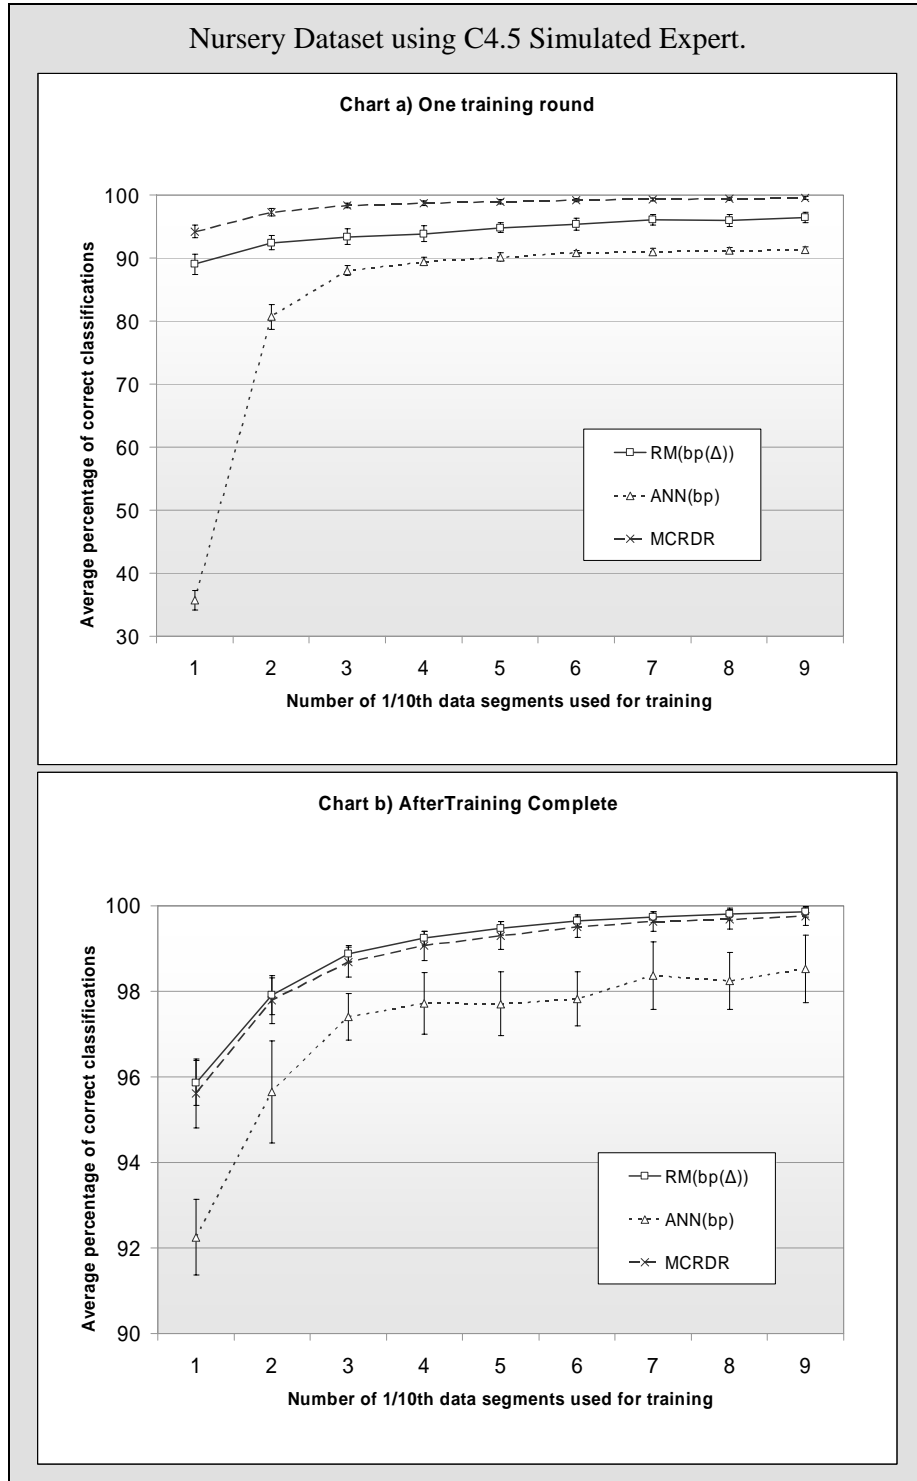 Nursery Dataset using C4.5 Simulated Expert.
Chart a) One training round
Average percentage of correct classifications
100
90
80
70
60
50
40
30
RM(bp(Δ))
ANN(bp)
MCRDR
1 2 3 4 5 6 7 8 9
Number of 1/10th data segments used for training
Chart b) AfterTraining Complete
Average percentage of correct classifications
100
98
96
94
92
90
RM(bp(Δ))
ANN(bp)
MCRDR
1 2 3 4 5 6 7 8 9
Number of 1/10th data segments used for training